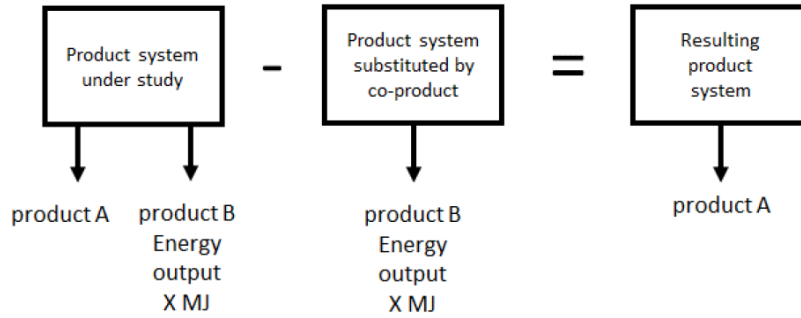 Product system
under study
-
Product system
substituted by
co-product
=
Resulting
product
system
product A
product B
Energy
output
X MJ
product B
Energy
output
X MJ
product A